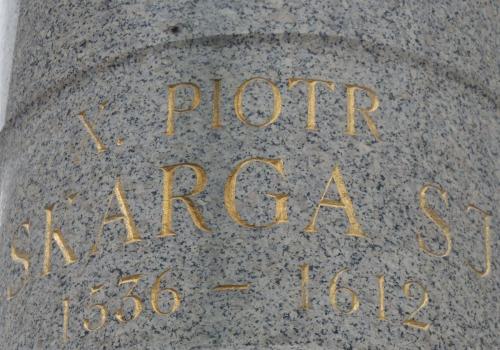 X. PIOTR
SKARGA SJ
1536 – 1612